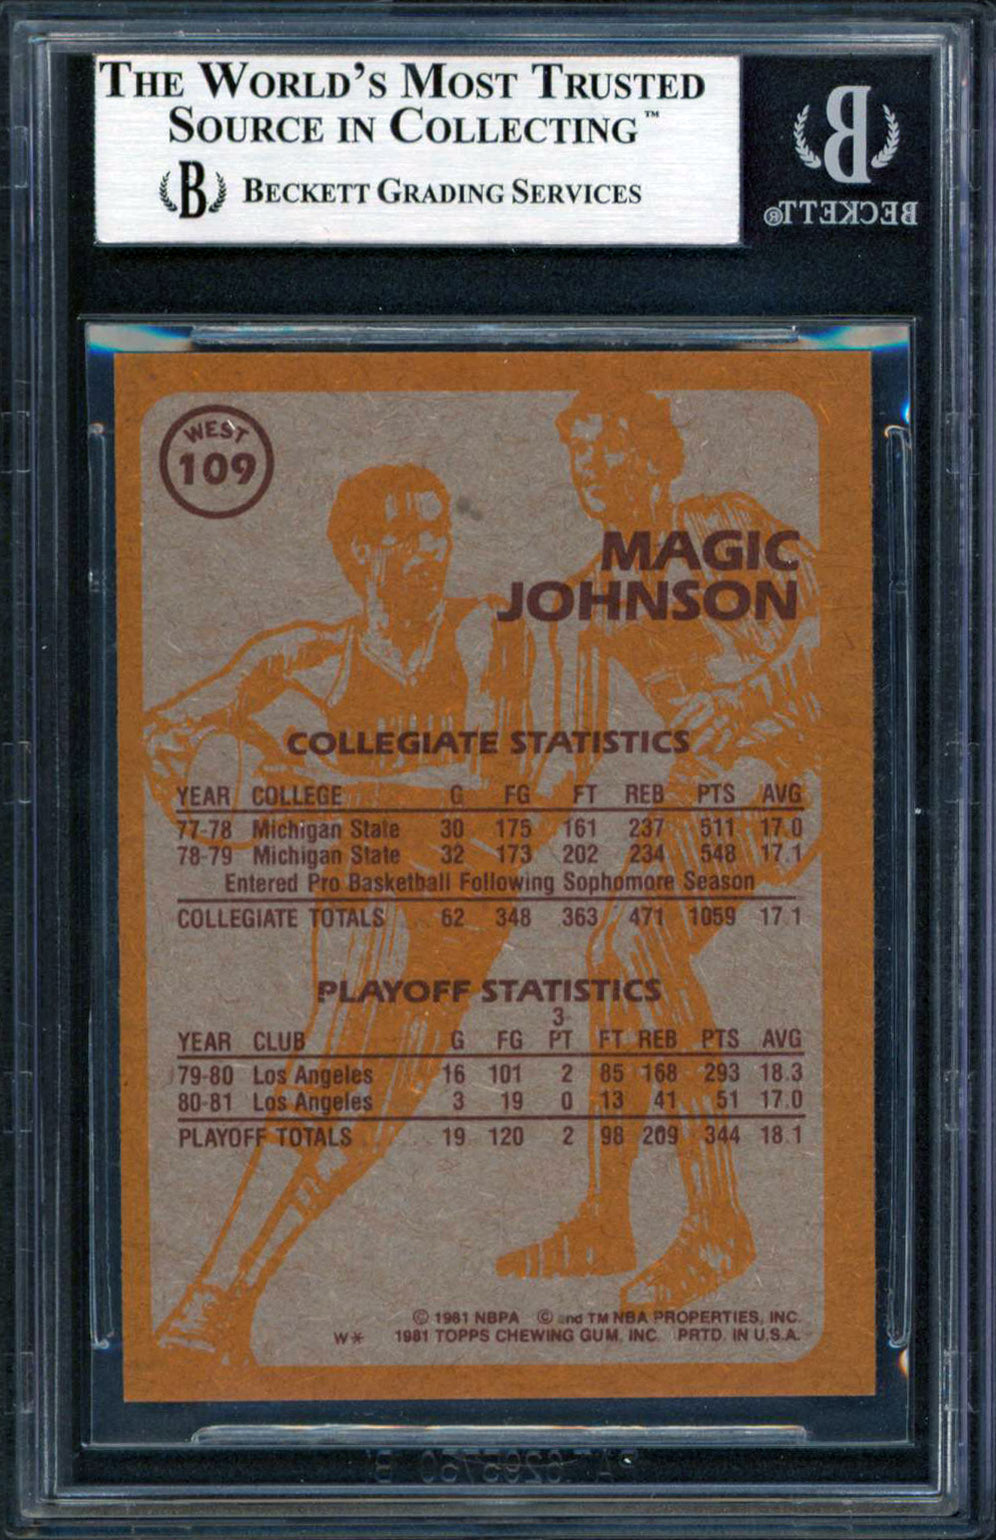 THE WORLD'S MOST TRUSTED
SOURCE IN COLLECTING™
B BECKETT GRADING SERVICES
B
BECKETT®
WEST
109
MAGIC
JOHNSON
COLLEGIATE STATISTICS
YEAR COLLEGE G FG FT REB PTS AVG
77-78 Michigan State 30 175 161 237 511 17.0
78-79 Michigan State 32 173 202 234 548 17.1
Entered Pro Basketball Following Sophomore Season
COLLEGIATE TOTALS 62 348 363 471 1059 17.1
PLAYOFF STATISTICS
3
YEAR CLUB G FG PT FT REB PTS AVG
79-80 Los Angeles 16 101 2 85 168 293 18.3
80-81 Los Angeles 3 19 0 13 41 51 17.0
PLAYOFF TOTALS 19 120 2 98 209 344 18.1
© 1981 NBPA © and TM NBA PROPERTIES, INC.
W* 1981 TOPPS CHEWING GUM, INC. PRTD. IN U.S.A.